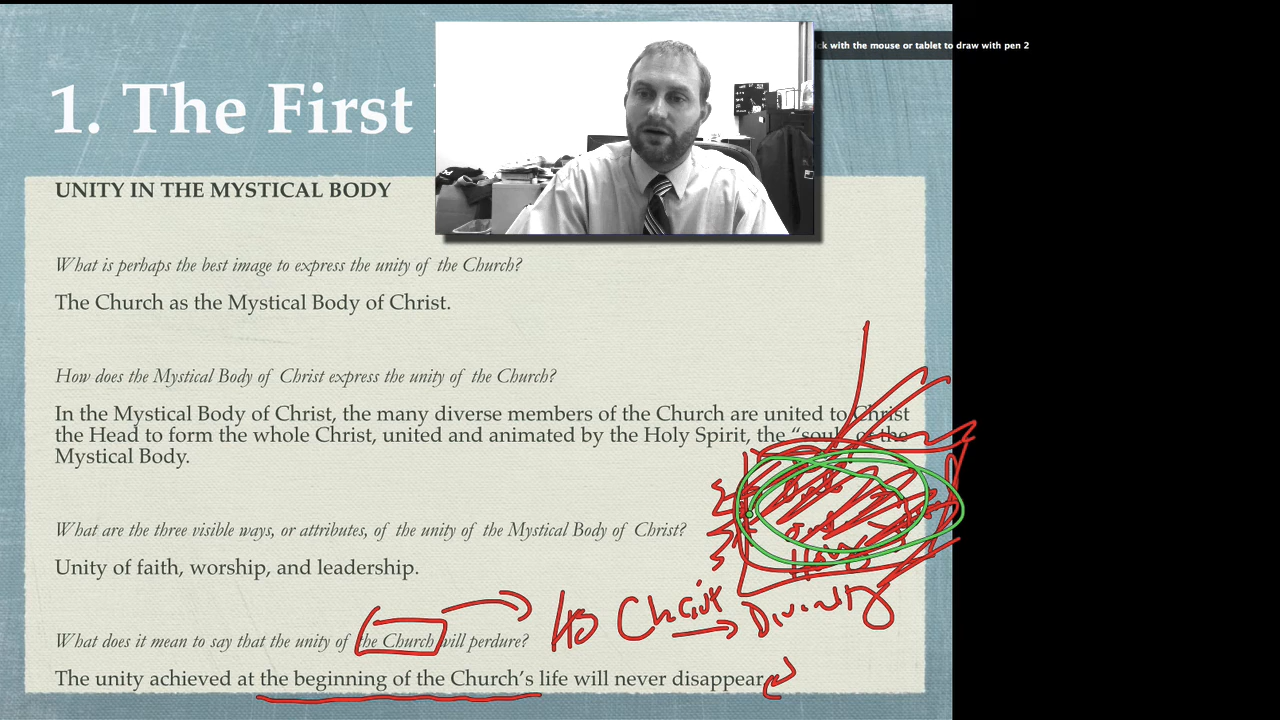 1. The First
ick with the mouse or tablet to draw with pen 2
UNITY IN THE MYSTICAL BODY
What is perhaps the best image to express the unity of the Church?
The Church as the Mystical Body of Christ.
How does the Mystical Body of Christ express the unity of the Church?
In the Mystical Body of Christ, the many diverse members of the Church are united to Christ
the Head to form the whole Christ, united and animated by the Holy Spirit, the “soul” of the
Mystical Body.
What are the three visible ways, or attributes, of the unity of the Mystical Body of Christ?
Unity of faith, worship, and leadership.
Christ Divinity
What does it mean to say that the unity of the Church will perdure?
The unity achieved at the beginning of the Church’s life will never disappear.